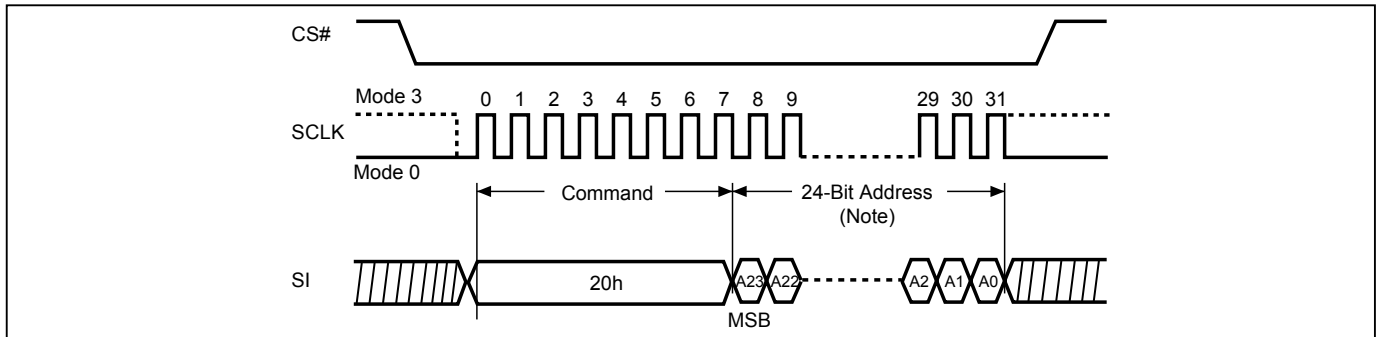 CS#
Mode 3
0 1 2 3 4 5 6 7 8 9 29 30 31
SCLK
Mode 0
Command
24-Bit Address
(Note)
SI
20h
A23 A22 A2 A1 A0
MSB